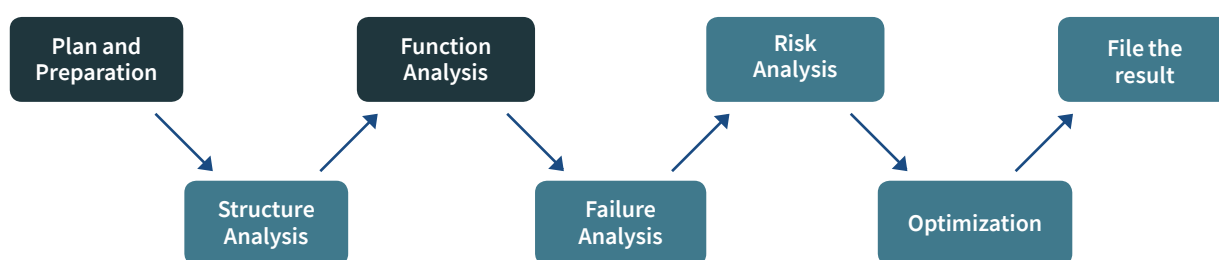 Plan and
Preparation
Structure
Analysis
Function
Analysis
Failure
Analysis
Risk
Analysis
Optimization
File the
result